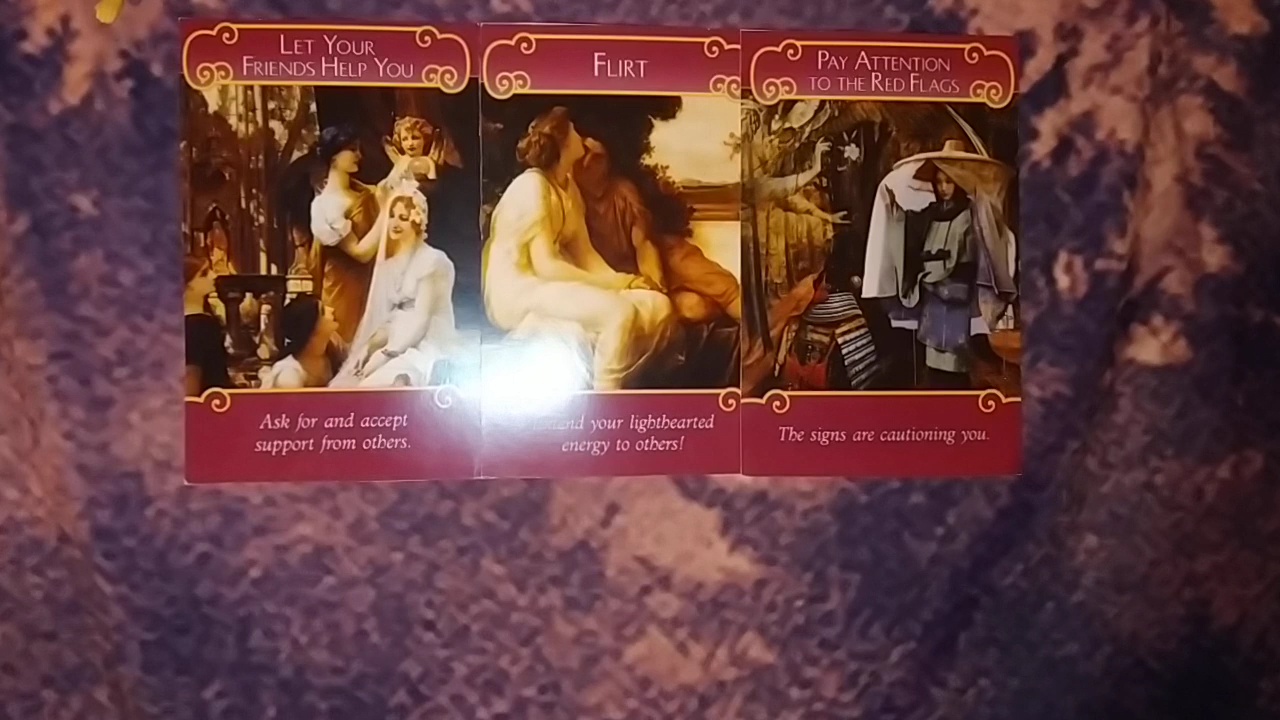 LET YOUR
FRIENDS HELP YOU
Ask for and accept
support from others.
FLIRT
your lighthearted
energy to others!
PAY ATTENTION
TO THE RED FLAGS
The signs are cautioning you.